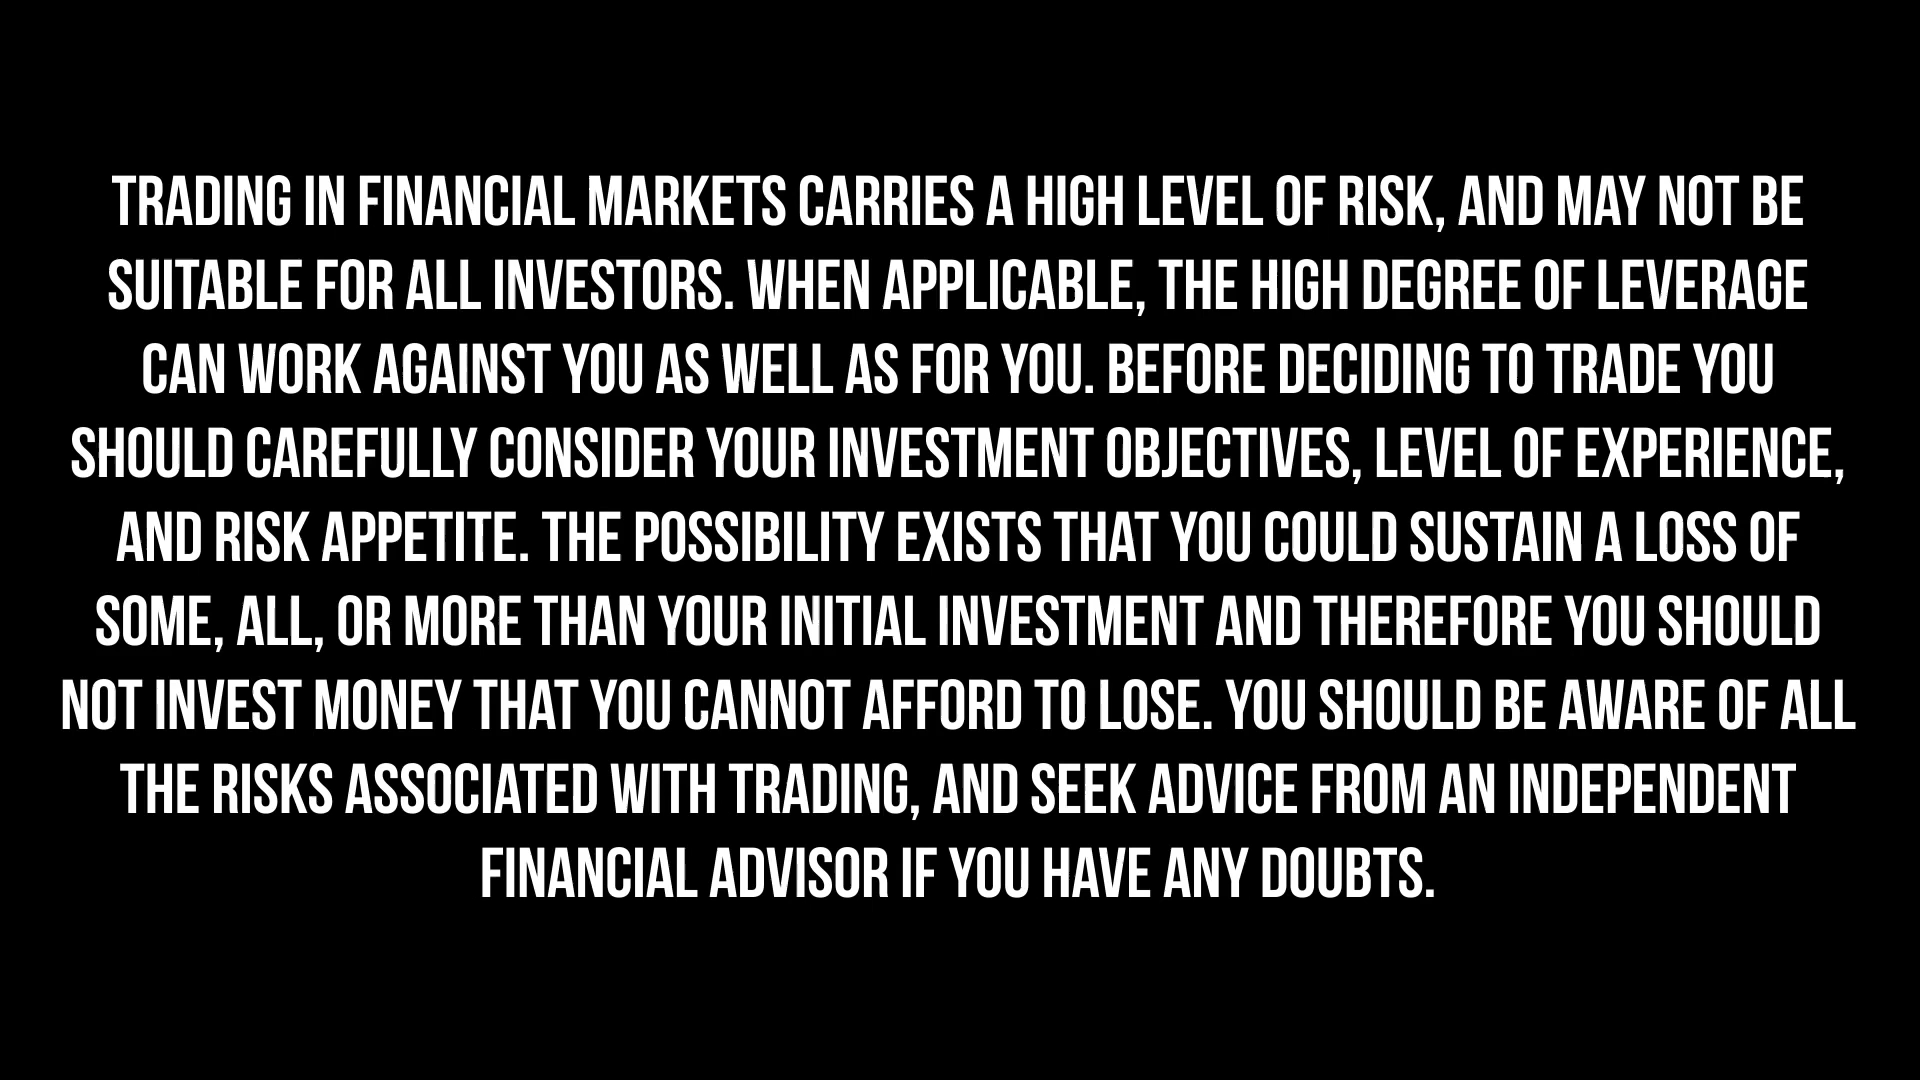 TRADING IN FINANCIAL MARKETS CARRIES A HIGH LEVEL OF RISK, AND MAY NOT BE
SUITABLE FOR ALL INVESTORS. WHEN APPLICABLE, THE HIGH DEGREE OF LEVERAGE
CAN WORK AGAINST YOU AS WELL AS FOR YOU. BEFORE DECIDING TO TRADE YOU
SHOULD CAREFULLY CONSIDER YOUR INVESTMENT OBJECTIVES, LEVEL OF EXPERIENCE,
AND RISK APPETITE. THE POSSIBILITY EXISTS THAT YOU COULD SUSTAIN A LOSS OF
SOME, ALL, OR MORE THAN YOUR INITIAL INVESTMENT AND THEREFORE YOU SHOULD
NOT INVEST MONEY THAT YOU CANNOT AFFORD TO LOSE. YOU SHOULD BE AWARE OF ALL
THE RISKS ASSOCIATED WITH TRADING, AND SEEK ADVICE FROM AN INDEPENDENT
FINANCIAL ADVISOR IF YOU HAVE ANY DOUBTS.